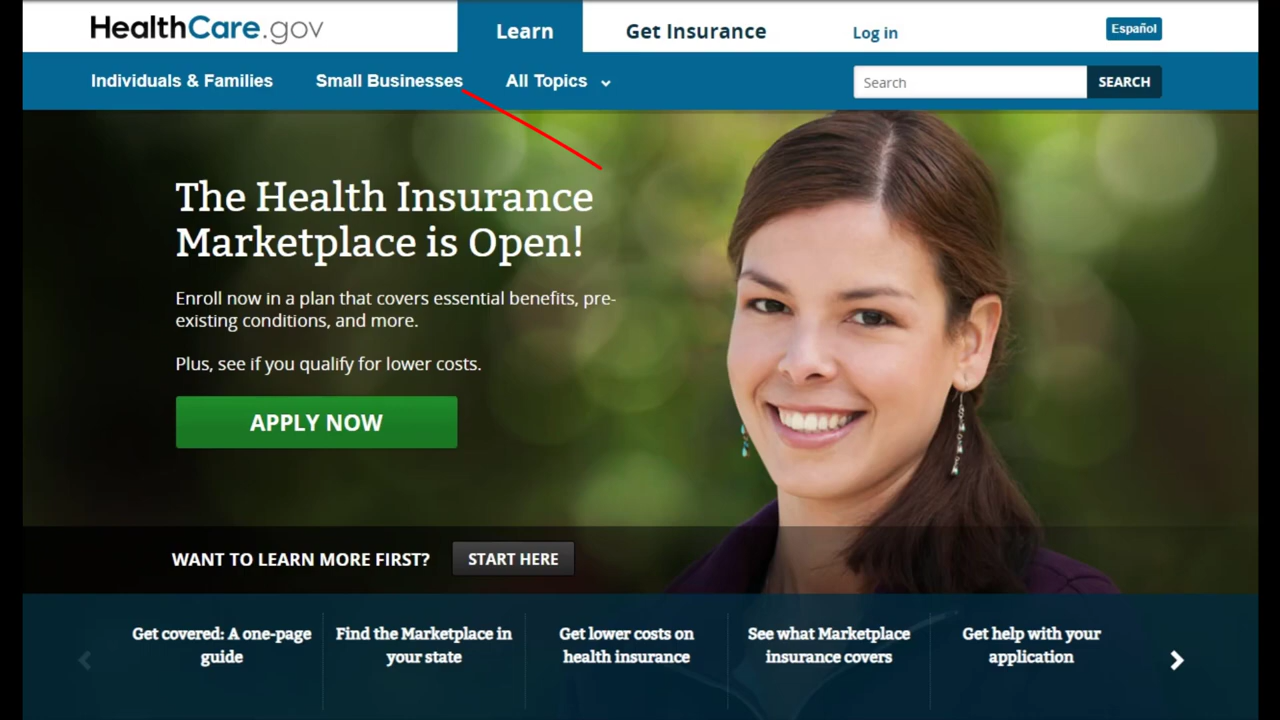 HealthCare.gov
Learn
Get Insurance
Log in
Español
Individuals & Families
Small Businesses
All Topics
Search
SEARCH
The Health Insurance
Marketplace is Open!
Enroll now in a plan that covers essential benefits, pre-
existing conditions, and more.
Plus, see if you qualify for lower costs.
APPLY NOW
WANT TO LEARN MORE FIRST?
START HERE
Get covered: A one-page
guide
Find the Marketplace in
your state
Get lower costs on
health insurance
See what Marketplace
insurance covers
Get help with your
application